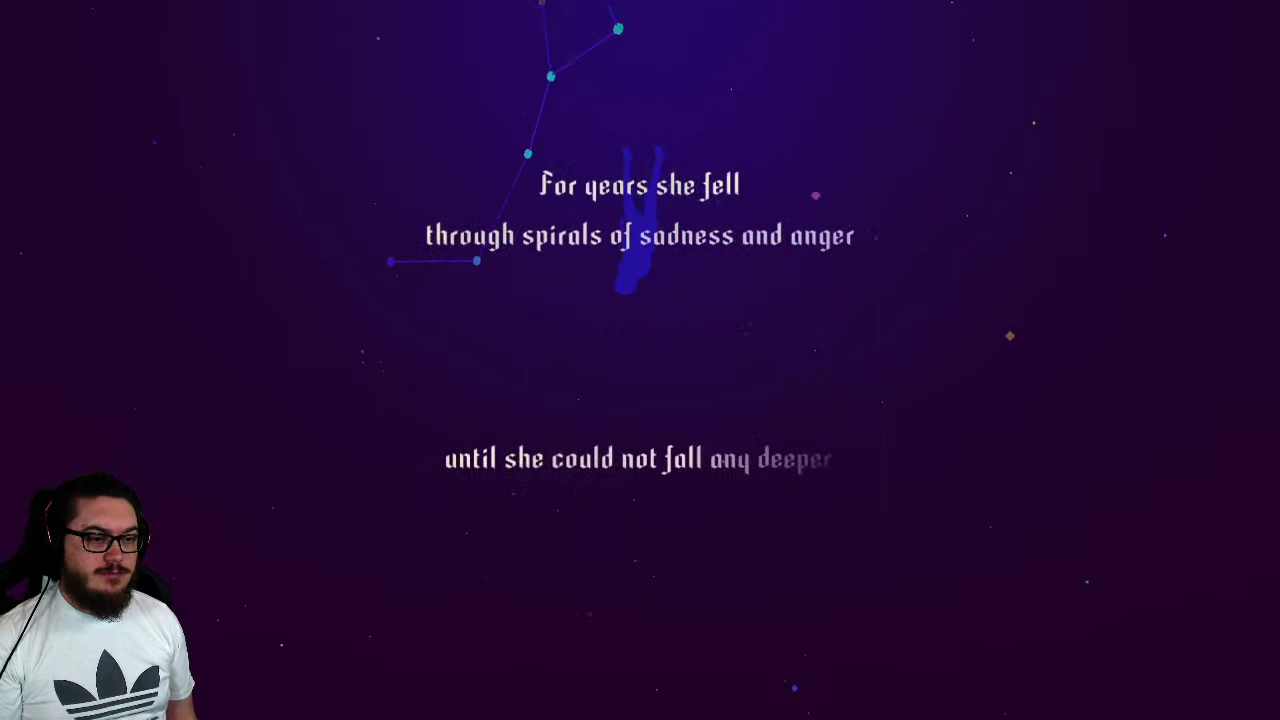 For years she fell
through spirals of sadness and anger
until she could not fall any deeper